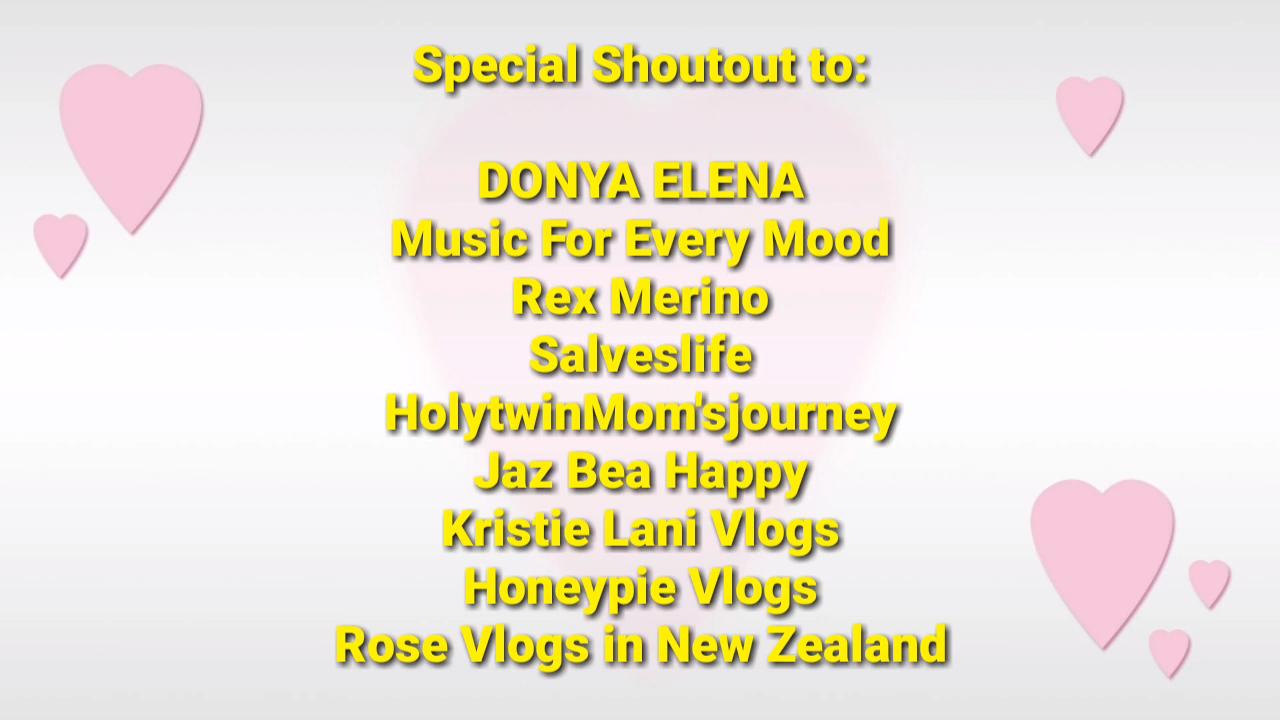 Special Shoutout to:
DONYA ELENA
Music For Every Mood
Rex Merino
Salveslife
HolytwinMom'sjourney
Jaz Bea Happy
Kristie Lani Vlogs
Honeypie Vlogs
Rose Vlogs in New Zealand